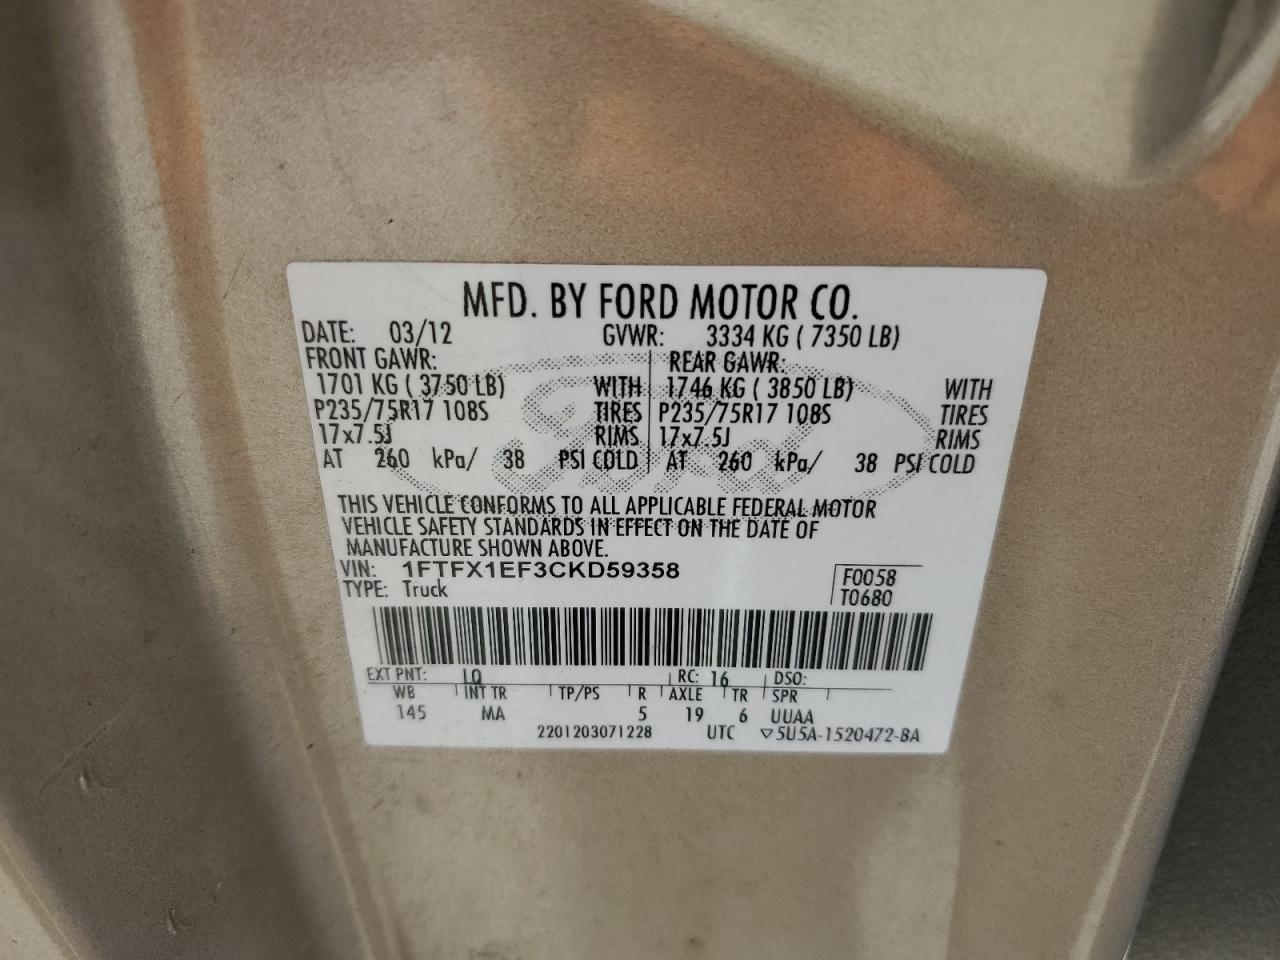 MFD. BY FORD MOTOR CO.
DATE: 03/12 GVWR: 3334 KG ( 7350 LB)
FRONT GAWR: REAR GAWR:
1701 KG ( 3750 LB) WITH 1746 KG ( 3850 LB) WITH
P235/75R17 108S TIRES P235/75R17 108S TIRES
17x7.5J RIMS 17x7.5J RIMS
AT 260 kPa/ 38 PSI COLD AT 260 kPa/ 38 PSI COLD
THIS VEHICLE CONFORMS TO ALL APPLICABLE FEDERAL MOTOR
VEHICLE SAFETY STANDARDS IN EFFECT ON THE DATE OF
MANUFACTURE SHOWN ABOVE.
VIN: 1FTFX1EF3CKD59358 F0058
TYPE: Truck T0680
EXT PNT: LQ RC: 16 DSO:
WB INT TR TP/PS R AXLE TR SPR
145 MA 5 19 6 UUAA
2201203071228 UTC ▽5U5A-1520472-BA
Ford